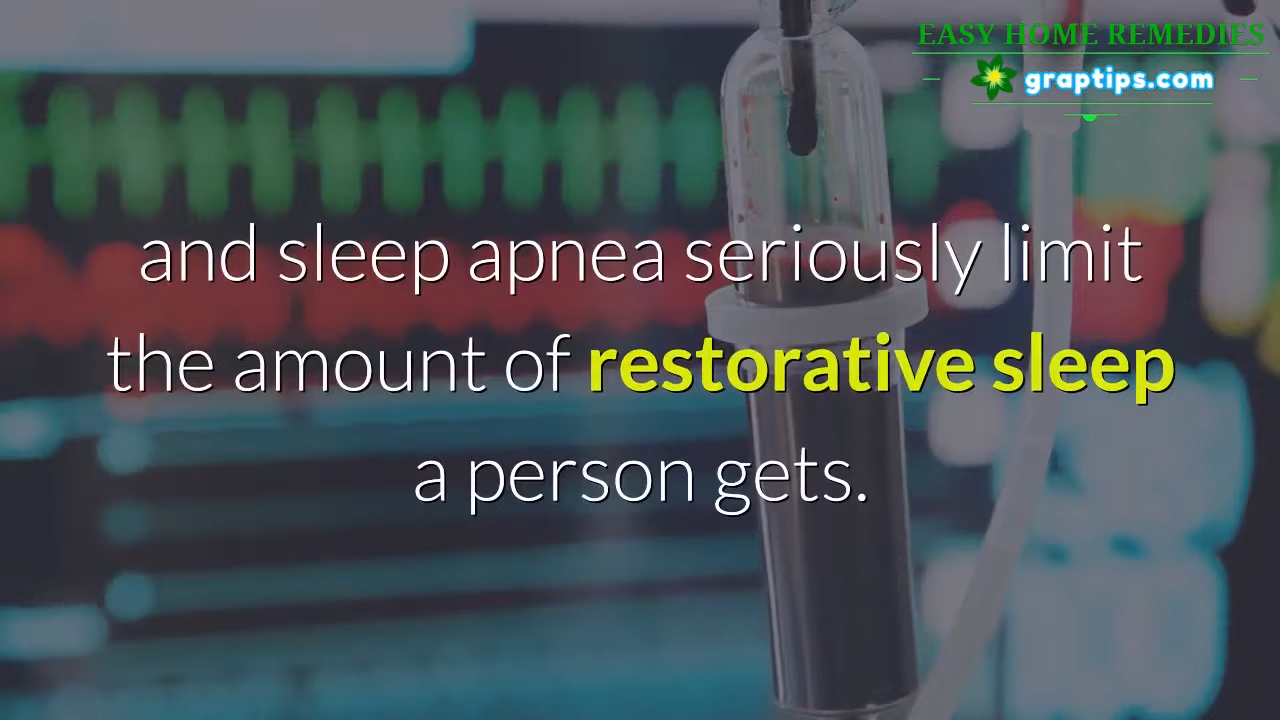 EASY HOME REMEDIES
graptips.com
and sleep apnea seriously limit
the amount of restorative sleep
a person gets.